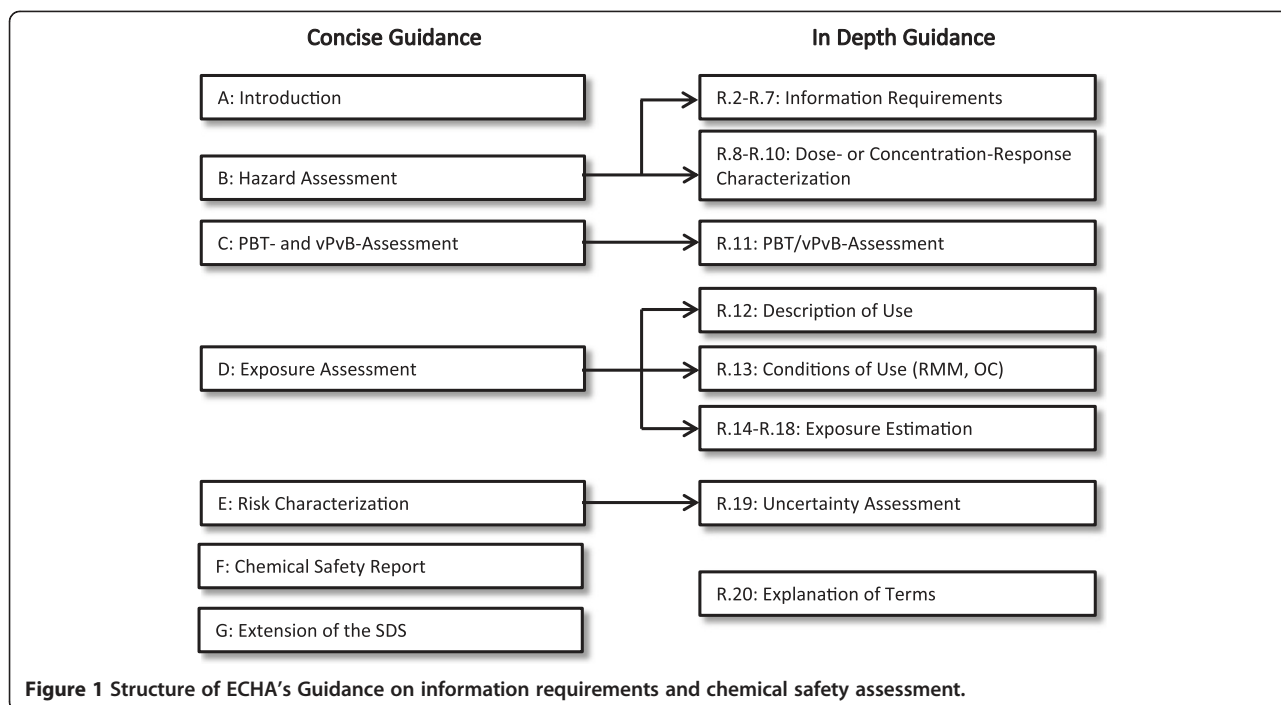 Concise Guidance
In Depth Guidance
A: Introduction
R.2-R.7: Information Requirements
B: Hazard Assessment
R.8-R.10: Dose- or Concentration-Response
Characterization
C: PBT- and vPvB-Assessment
R.11: PBT/vPvB-Assessment
D: Exposure Assessment
R.12: Description of Use
R.13: Conditions of Use (RMM, OC)
R.14-R.18: Exposure Estimation
E: Risk Characterization
R.19: Uncertainty Assessment
F: Chemical Safety Report
R.20: Explanation of Terms
G: Extension of the SDS
Figure 1 Structure of ECHA’s Guidance on information requirements and chemical safety assessment.